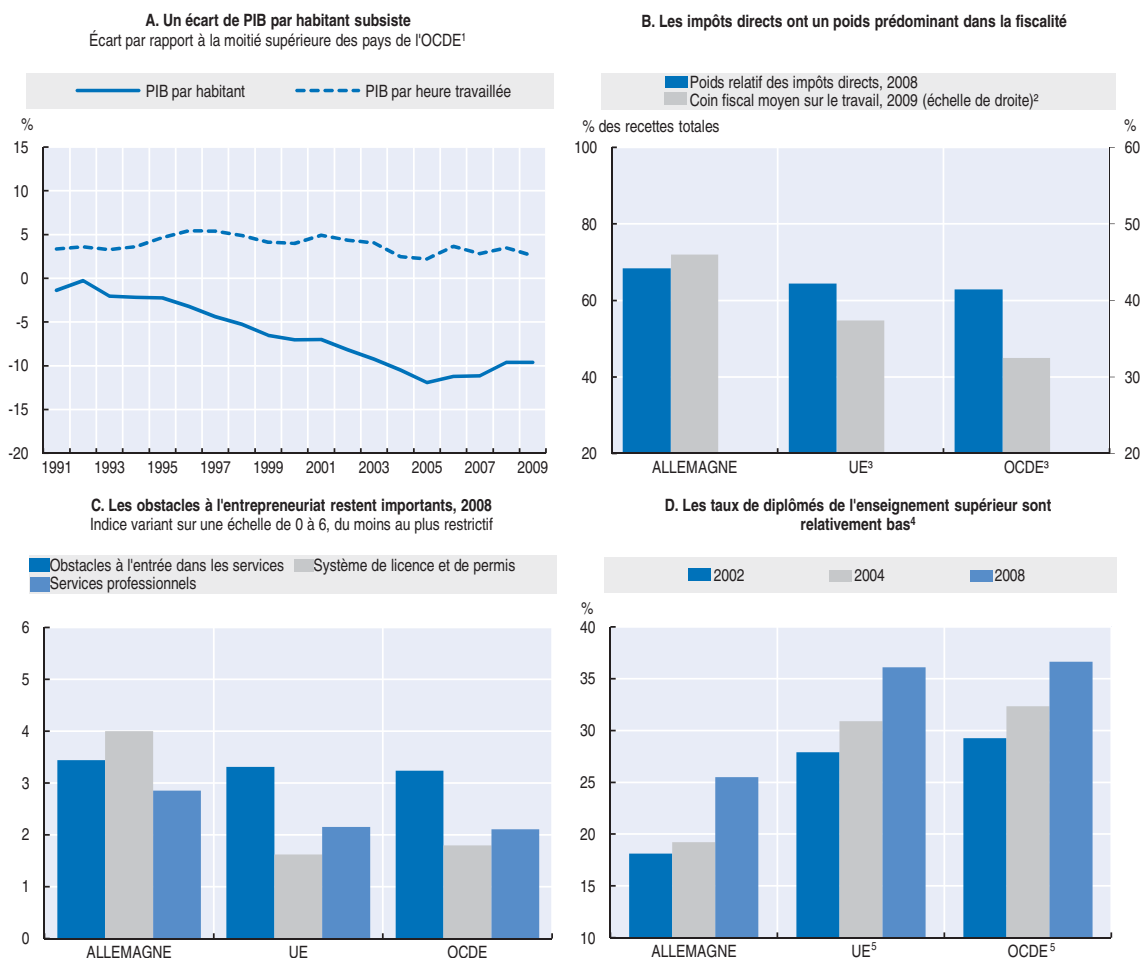 A. Un écart de PIB par habitant subsiste
Écart par rapport à la moitié supérieure des pays de l'OCDE¹
PIB par habitant
PIB par heure travaillée
%
15
10
5
0
-5
-10
-15
-20
1991 1993 1995 1997 1999 2001 2003 2005 2007 2009
B. Les impôts directs ont un poids prédominant dans la fiscalité
Poids relatif des impôts directs, 2008
Coin fiscal moyen sur le travail, 2009 (échelle de droite)²
% des recettes totales %
100 60
80 50
60 40
40 30
20 20
ALLEMAGNE UE³ OCDE³
C. Les obstacles à l'entrepreneuriat restent importants, 2008
Indice variant sur une échelle de 0 à 6, du moins au plus restrictif
Obstacles à l'entrée dans les services Système de licence et de permis
Services professionnels
6
5
4
3
2
1
0
ALLEMAGNE UE OCDE
D. Les taux de diplômés de l'enseignement supérieur sont
relativement bas⁴
2002 2004 2008
%
40
35
30
25
20
15
10
ALLEMAGNE UE⁵ OCDE⁵